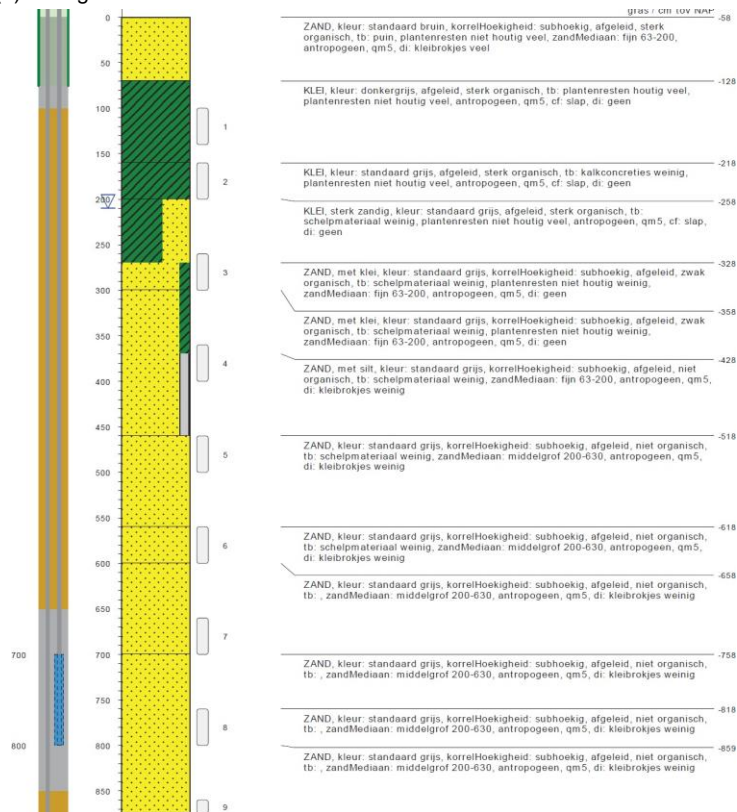 gras / cm tov NAP
0
-58
ZAND, kleur: standaard bruin, korrelHoekigheid: subhoekig, afgeleid, sterk
organisch, tb: puin, plantenresten niet houtig veel, zandMediaan: fijn 63-200,
antropogeen, qm5, di: kleibrokjes veel
50
-128
KLEI, kleur: donkergrijs, afgeleid, sterk organisch, tb: plantenresten houtig veel,
plantenresten niet houtig veel, antropogeen, qm5, cf: slap, di: geen
100
1
150
-218
KLEI, kleur: standaard grijs, afgeleid, sterk organisch, tb: kalkconcreties weinig,
plantenresten niet houtig veel, antropogeen, qm5, cf: slap, di: geen
2
200
-258
KLEI, sterk zandig, kleur: standaard grijs, afgeleid, sterk organisch, tb:
schelpmateriaal weinig, plantenresten niet houtig veel, antropogeen, qm5, cf: slap,
di: geen
250
-328
ZAND, met klei, kleur: standaard grijs, korrelHoekigheid: subhoekig, afgeleid, zwak
organisch, tb: schelpmateriaal weinig, plantenresten niet houtig weinig,
zandMediaan: fijn 63-200, antropogeen, qm5, di: geen
3
300
-358
ZAND, met klei, kleur: standaard grijs, korrelHoekigheid: subhoekig, afgeleid, zwak
organisch, tb: schelpmateriaal weinig, plantenresten niet houtig weinig,
zandMediaan: fijn 63-200, antropogeen, qm5, di: geen
350
-428
ZAND, met silt, kleur: standaard grijs, korrelHoekigheid: subhoekig, afgeleid, niet
organisch, tb: schelpmateriaal weinig, zandMediaan: fijn 63-200, antropogeen, qm5,
di: kleibrokjes weinig
4
400
450
-518
ZAND, kleur: standaard grijs, korrelHoekigheid: subhoekig, afgeleid, niet organisch,
tb: schelpmateriaal weinig, zandMediaan: middelgrof 200-630, antropogeen, qm5,
di: kleibrokjes weinig
5
500
550
-618
ZAND, kleur: standaard grijs, korrelHoekigheid: subhoekig, afgeleid, niet organisch,
tb: schelpmateriaal weinig, zandMediaan: middelgrof 200-630, antropogeen, qm5,
di: kleibrokjes weinig
6
600
-658
ZAND, kleur: standaard grijs, korrelHoekigheid: subhoekig, afgeleid, niet organisch,
tb: , zandMediaan: middelgrof 200-630, antropogeen, qm5, di: kleibrokjes weinig
650
7
700
700
-758
ZAND, kleur: standaard grijs, korrelHoekigheid: subhoekig, afgeleid, niet organisch,
tb: , zandMediaan: middelgrof 200-630, antropogeen, qm5, di: kleibrokjes weinig
750
-818
ZAND, kleur: standaard grijs, korrelHoekigheid: subhoekig, afgeleid, niet organisch,
tb: , zandMediaan: middelgrof 200-630, antropogeen, qm5, di: kleibrokjes weinig
8
800
800
-859
ZAND, kleur: standaard grijs, korrelHoekigheid: subhoekig, afgeleid, niet organisch,
tb: , zandMediaan: middelgrof 200-630, antropogeen, qm5, di: kleibrokjes weinig
850
9